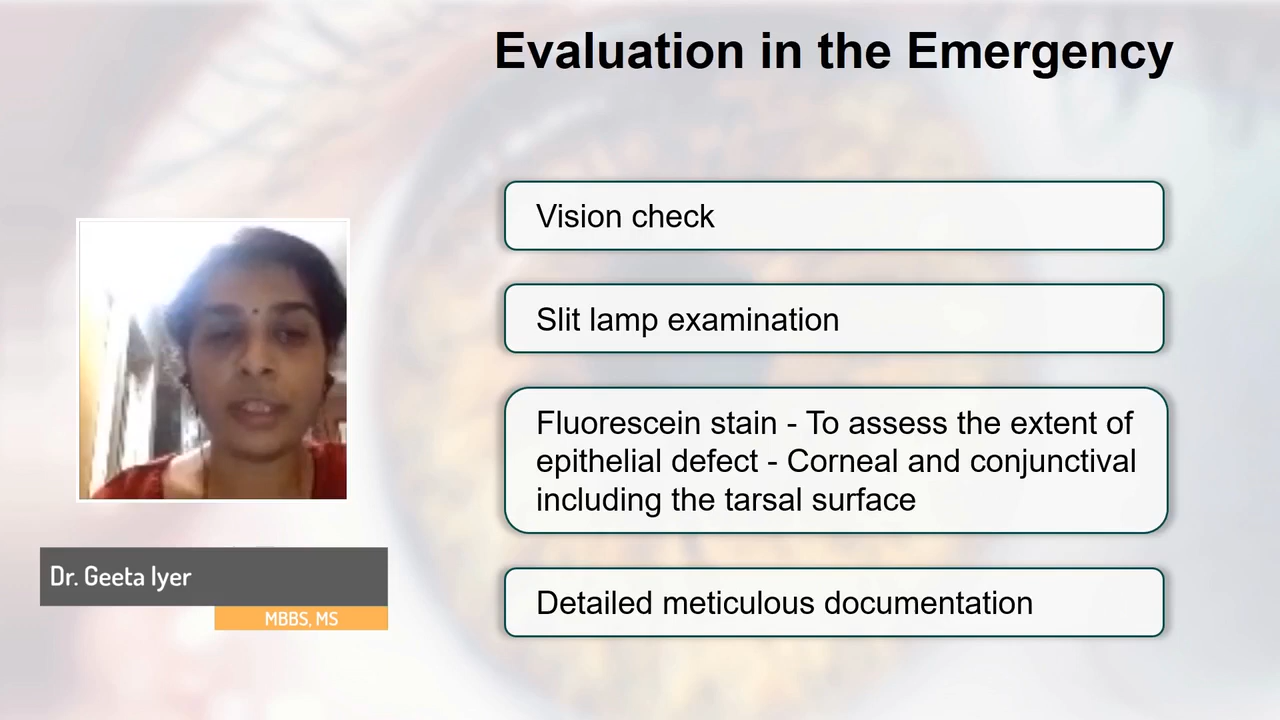 Evaluation in the Emergency
Vision check
Slit lamp examination
Fluorescein stain - To assess the extent of
epithelial defect - Corneal and conjunctival
including the tarsal surface
Detailed meticulous documentation
Dr. Geeta Iyer
MBBS, MS